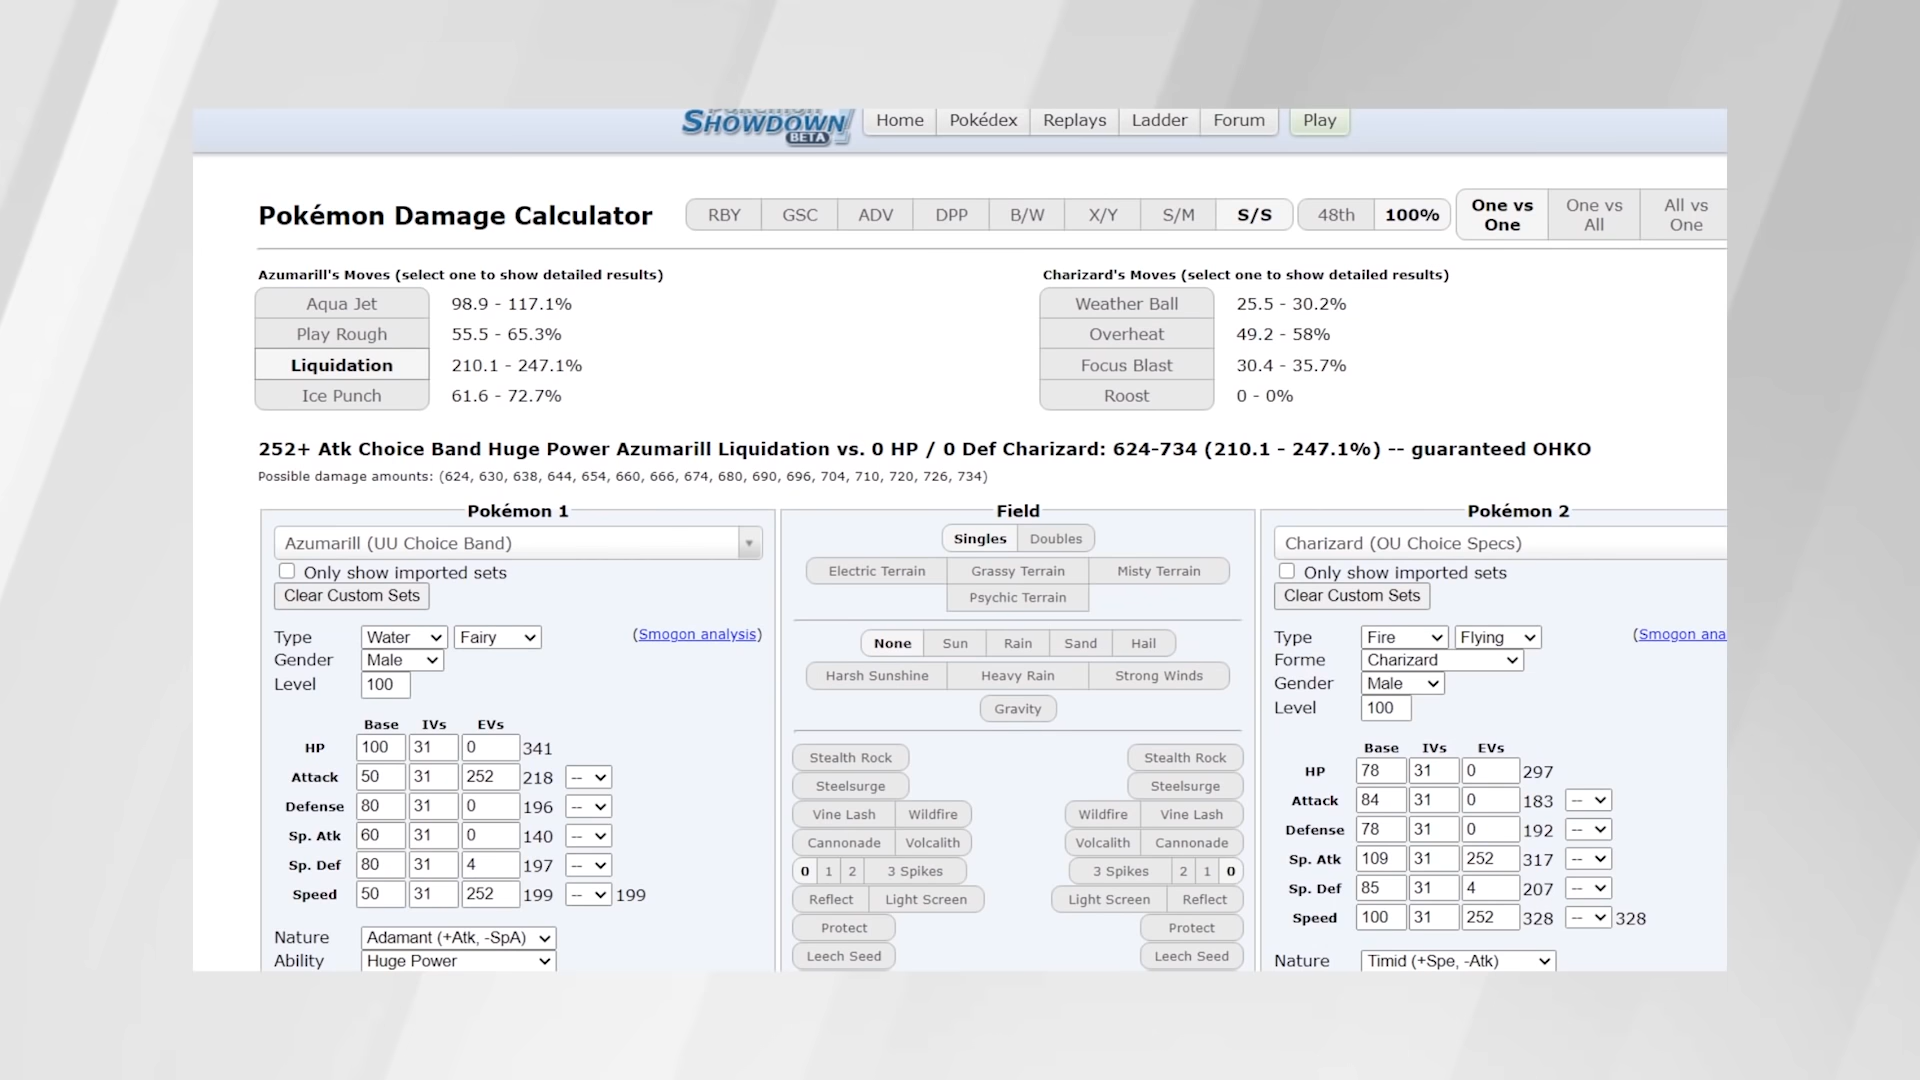 SHOWDOWN
BETA
Home Pokédex Replays Ladder Forum Play
Pokémon Damage Calculator RBY GSC ADV DPP B/W X/Y S/M S/S 48th 100% One vs One One vs All All vs One
Azumarill's Moves (select one to show detailed results)
Aqua Jet 98.9 - 117.1%
Play Rough 55.5 - 65.3%
Liquidation 210.1 - 247.1%
Ice Punch 61.6 - 72.7%
Charizard's Moves (select one to show detailed results)
Weather Ball 25.5 - 30.2%
Overheat 49.2 - 58%
Focus Blast 30.4 - 35.7%
Roost 0 - 0%
252+ Atk Choice Band Huge Power Azumarill Liquidation vs. 0 HP / 0 Def Charizard: 624-734 (210.1 - 247.1%) -- guaranteed OHKO
Possible damage amounts: (624, 630, 638, 644, 654, 660, 666, 674, 680, 690, 696, 704, 710, 720, 726, 734)
Pokémon 1
Azumarill (UU Choice Band)
Only show imported sets
Clear Custom Sets
Type Water Fairy (Smogon analysis)
Gender Male
Level 100
Base IVs EVs
HP 100 31 0 341
Attack 50 31 252 218 --
Defense 80 31 0 196 --
Sp. Atk 60 31 0 140 --
Sp. Def 80 31 4 197 --
Speed 50 31 252 199 -- 199
Nature Adamant (+Atk, -SpA)
Ability Huge Power
Field
Singles Doubles
Electric Terrain Grassy Terrain Misty Terrain
Psychic Terrain
None Sun Rain Sand Hail
Harsh Sunshine Heavy Rain Strong Winds
Gravity
Stealth Rock Stealth Rock
Steelsurge Steelsurge
Vine Lash Wildfire Wildfire Vine Lash
Cannonade Volcalith Volcalith Cannonade
0 1 2 3 Spikes 3 Spikes 2 1 0
Reflect Light Screen Light Screen Reflect
Protect Protect
Leech Seed Leech Seed
Pokémon 2
Charizard (OU Choice Specs)
Only show imported sets
Clear Custom Sets
Type Fire Flying (Smogon ana
Forme Charizard
Gender Male
Level 100
Base IVs EVs
HP 78 31 0 297
Attack 84 31 0 183 --
Defense 78 31 0 192 --
Sp. Atk 109 31 252 317 --
Sp. Def 85 31 4 207 --
Speed 100 31 252 328 -- 328
Nature Timid (+Spe, -Atk)